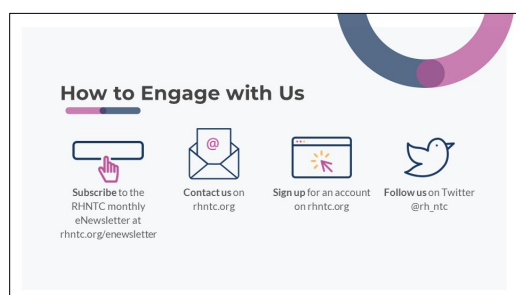 How to Engage with Us
@
Subscribe to the
RHNTC monthly
eNewsletter at
rhntc.org/enewsletter
Contact us on
rhntc.org
Sign up for an account
on rhntc.org
Follow us on Twitter
@rh_ntc